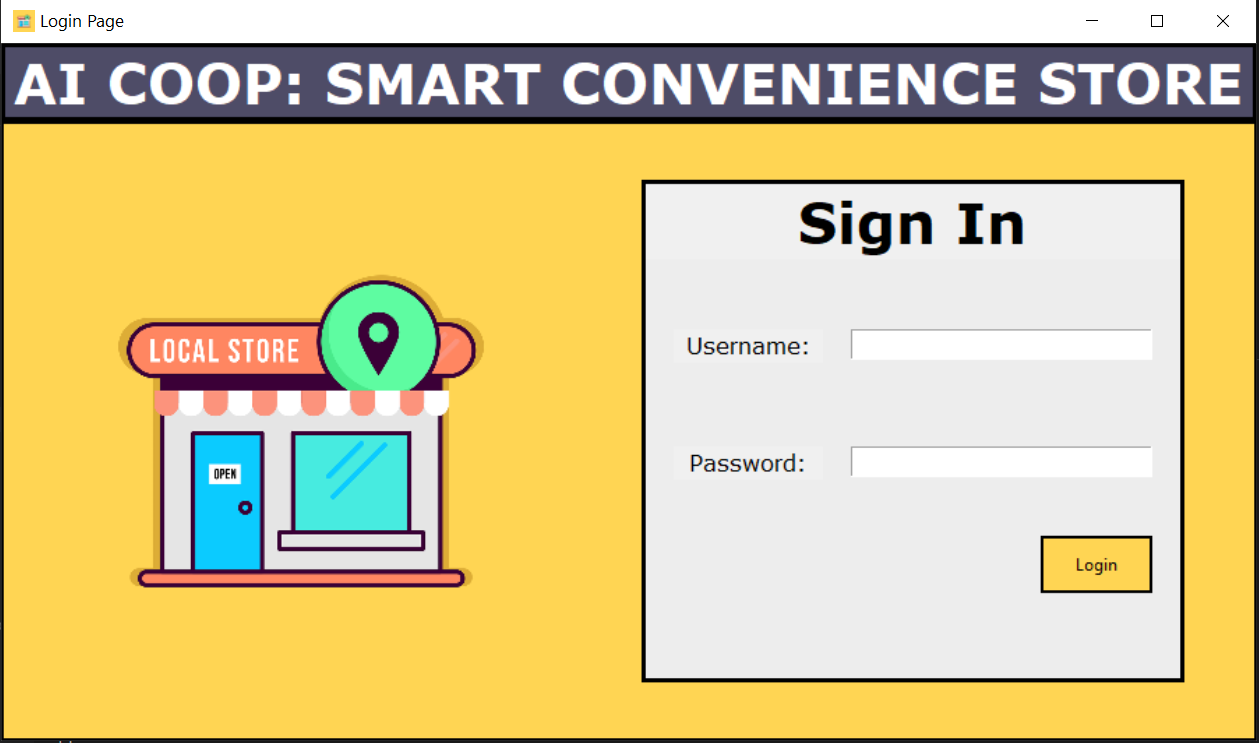 Login Page
AI COOP: SMART CONVENIENCE STORE
LOCAL STORE
OPEN
Sign In
Username:
Password:
Login